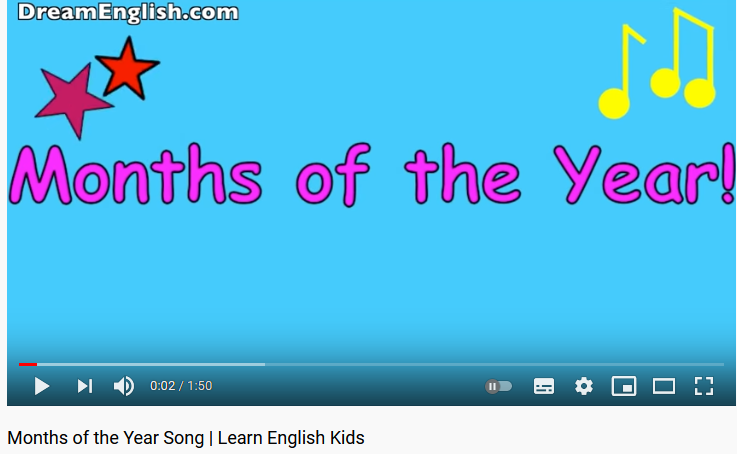 DreamEnglish.com
Months of the Year!
0:02 / 1:50
Months of the Year Song | Learn English Kids